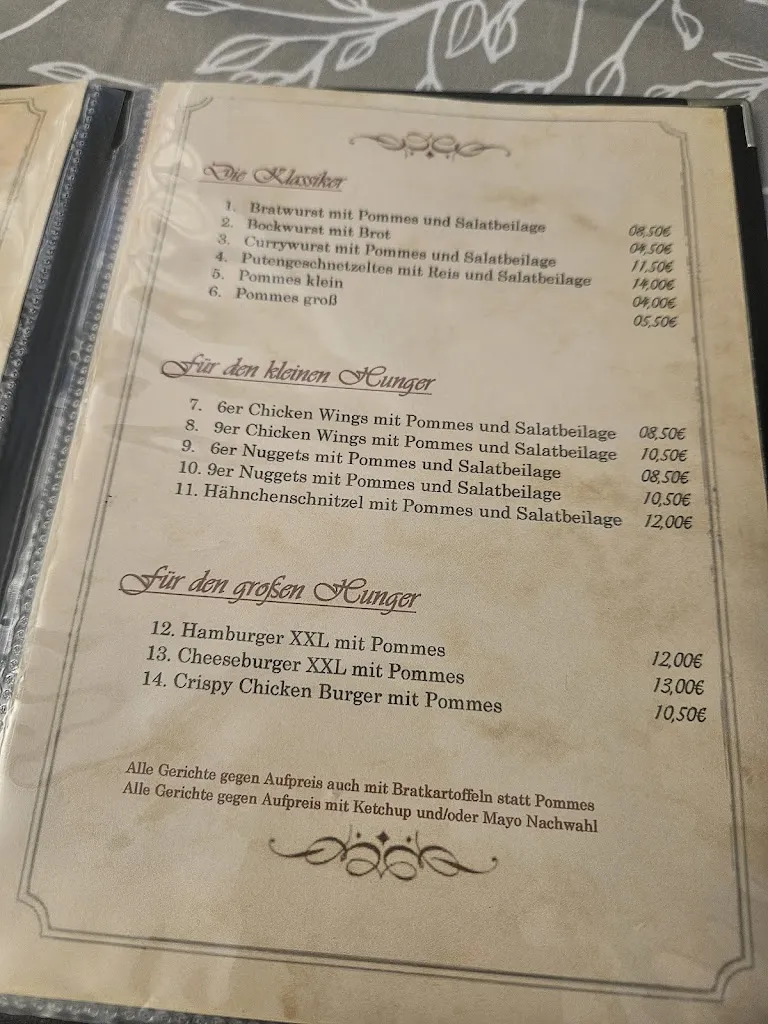 Die Klassiker
1. Bratwurst mit Pommes und Salatbeilage 08,50€
2. Bockwurst mit Brot 04,50€
3. Currywurst mit Pommes und Salatbeilage 11,50€
4. Putengeschnetzeltes mit Reis und Salatbeilage 14,00€
5. Pommes klein 04,00€
6. Pommes groß 05,50€
Für den kleinen Hunger
7. 6er Chicken Wings mit Pommes und Salatbeilage 08,50€
8. 9er Chicken Wings mit Pommes und Salatbeilage 10,50€
9. 6er Nuggets mit Pommes und Salatbeilage 08,50€
10. 9er Nuggets mit Pommes und Salatbeilage 10,50€
11. Hähnchenschnitzel mit Pommes und Salatbeilage 12,00€
Für den großen Hunger
12. Hamburger XXL mit Pommes 12,00€
13. Cheeseburger XXL mit Pommes 13,00€
14. Crispy Chicken Burger mit Pommes 10,50€
Alle Gerichte gegen Aufpreis auch mit Bratkartoffeln statt Pommes
Alle Gerichte gegen Aufpreis mit Ketchup und/oder Mayo Nachwahl